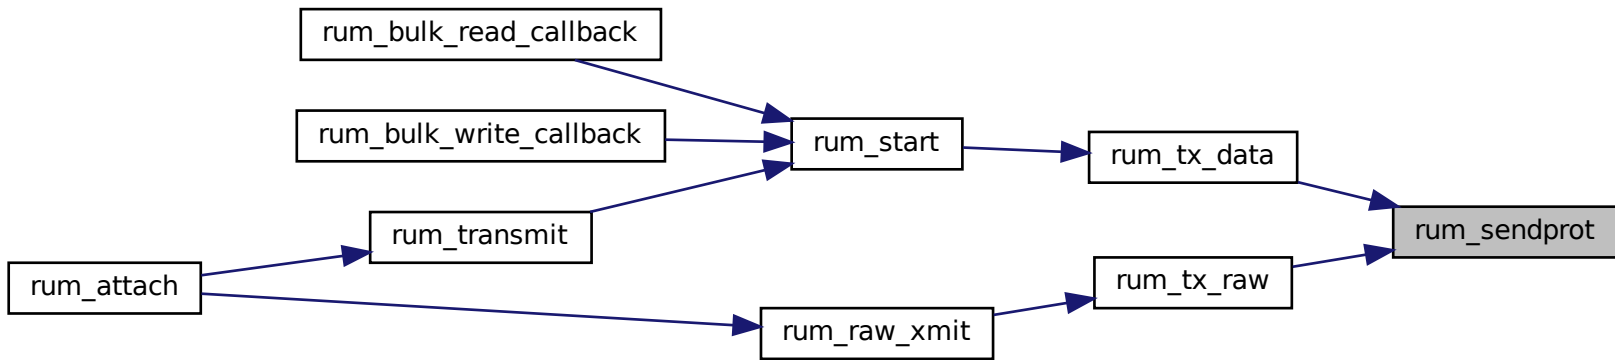 rum_bulk_read_callback
rum_bulk_write_callback
rum_start
rum_tx_data
rum_sendprot
rum_transmit
rum_attach
rum_tx_raw
rum_raw_xmit